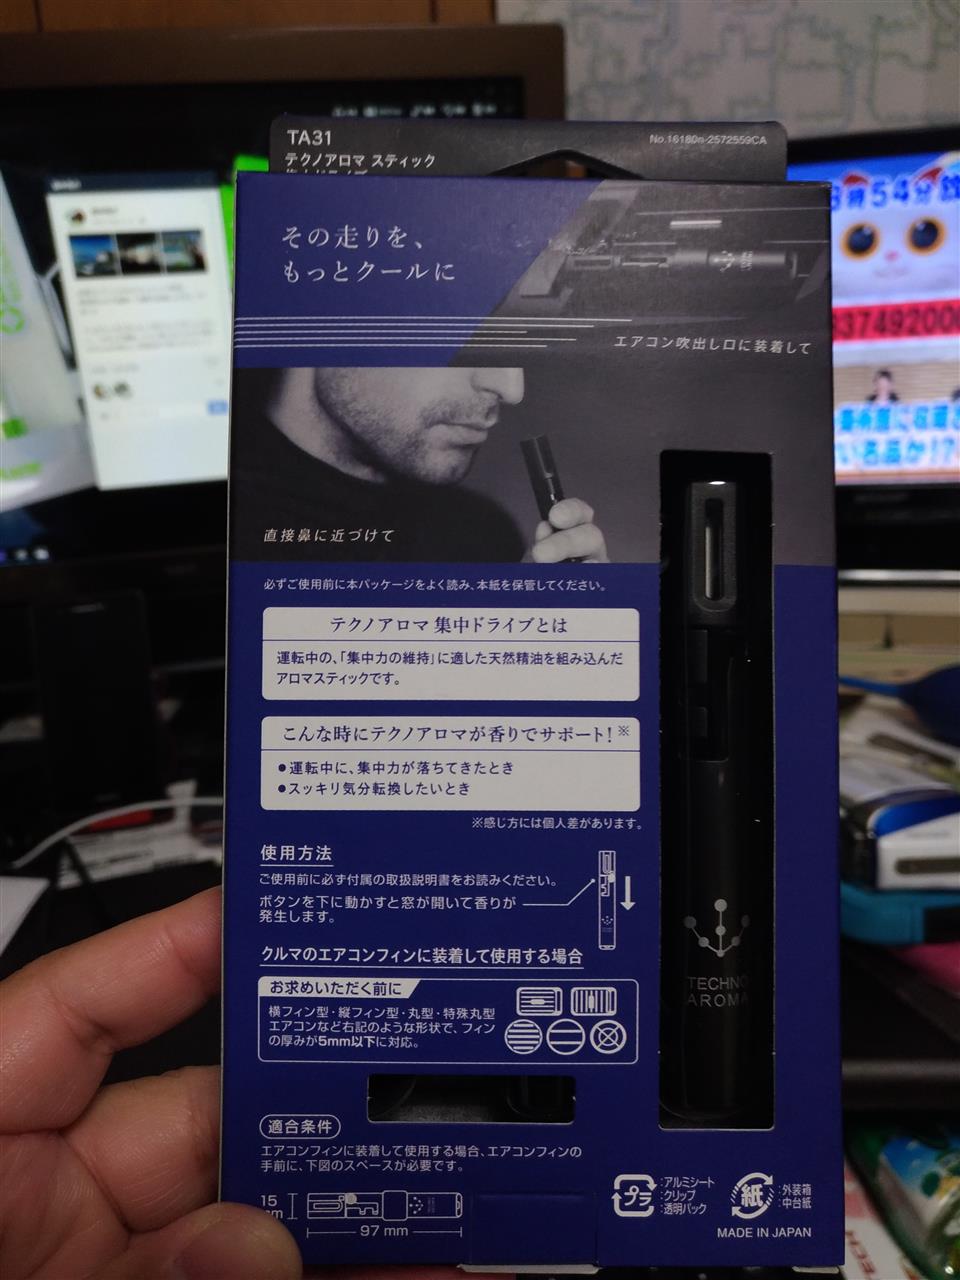 TA31
No.16180n-2572559CA
テクノアロマ スティック
その走りを、
もっとクールに
エアコン吹出し口に装着して
直接鼻に近づけて
必ずご使用前に本パッケージをよく読み、本紙を保管してください。
テクノアロマ 集中ドライブとは
運転中の、「集中力の維持」に適した天然精油を組み込んだ
アロマスティックです。
こんな時にテクノアロマが香りでサポート!※
●運転中に、集中力が落ちてきたとき
●スッキリ気分転換したいとき
※感じ方には個人差があります。
使用方法
ご使用前に必ず付属の取扱説明書をお読みください。
ボタンを下に動かすと窓が開いて香りが
発生します。
クルマのエアコンフィンに装着して使用する場合
お求めいただく前に
横フィン型・縦フィン型・丸型・特殊丸型
エアコンなど右記のような形状で、フィン
の厚みが5mm以下に対応。
TECHNO
AROMA
適合条件
エアコンフィンに装着して使用する場合、エアコンフィンの
手前に、下図のスペースが必要です。
15
97 mm
プラ
:アルミシート
クリップ
:透明パック
紙
:外装箱
中台紙
MADE IN JAPAN
時54分放
33749200
い名品か!?